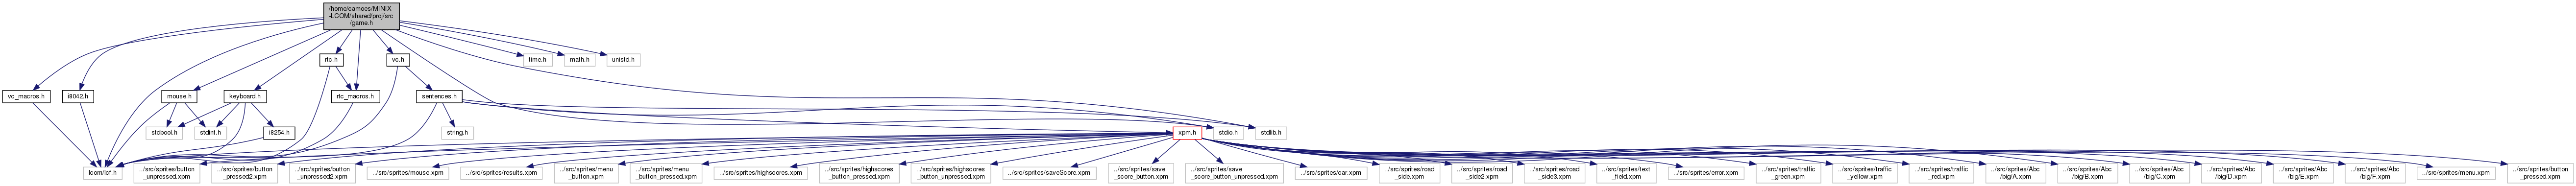 /home/camoes/MINIX
-LCOM/shared/proj/src
/game.h
rtc.h
vc.h
time.h
math.h
unistd.h
vc_macros.h
i8042.h
mouse.h
keyboard.h
rtc_macros.h
sentences.h
stdbool.h
stdint.h
i8254.h
string.h
xpm.h
stdio.h
stdlib.h
lcom/lcf.h
../src/sprites/button
_unpressed.xpm
../src/sprites/button
_pressed2.xpm
../src/sprites/button
_unpressed2.xpm
../src/sprites/mouse.xpm
../src/sprites/results.xpm
../src/sprites/menu
_button.xpm
../src/sprites/menu
_button_pressed.xpm
../src/sprites/highscores.xpm
../src/sprites/highscores
_button_pressed.xpm
../src/sprites/highscores
_button_unpressed.xpm
../src/sprites/saveScore.xpm
../src/sprites/save
_score_button.xpm
../src/sprites/save
_score_button_unpressed.xpm
../src/sprites/car.xpm
../src/sprites/road
_side.xpm
../src/sprites/road
_side2.xpm
../src/sprites/road
_side3.xpm
../src/sprites/text
_field.xpm
../src/sprites/error.xpm
../src/sprites/traffic
_green.xpm
../src/sprites/traffic
_yellow.xpm
../src/sprites/traffic
_red.xpm
../src/sprites/Abc
/big/A.xpm
../src/sprites/Abc
/big/B.xpm
../src/sprites/Abc
/big/C.xpm
../src/sprites/Abc
/big/D.xpm
../src/sprites/Abc
/big/E.xpm
../src/sprites/Abc
/big/F.xpm
../src/sprites/menu.xpm
../src/sprites/button
_pressed.xpm